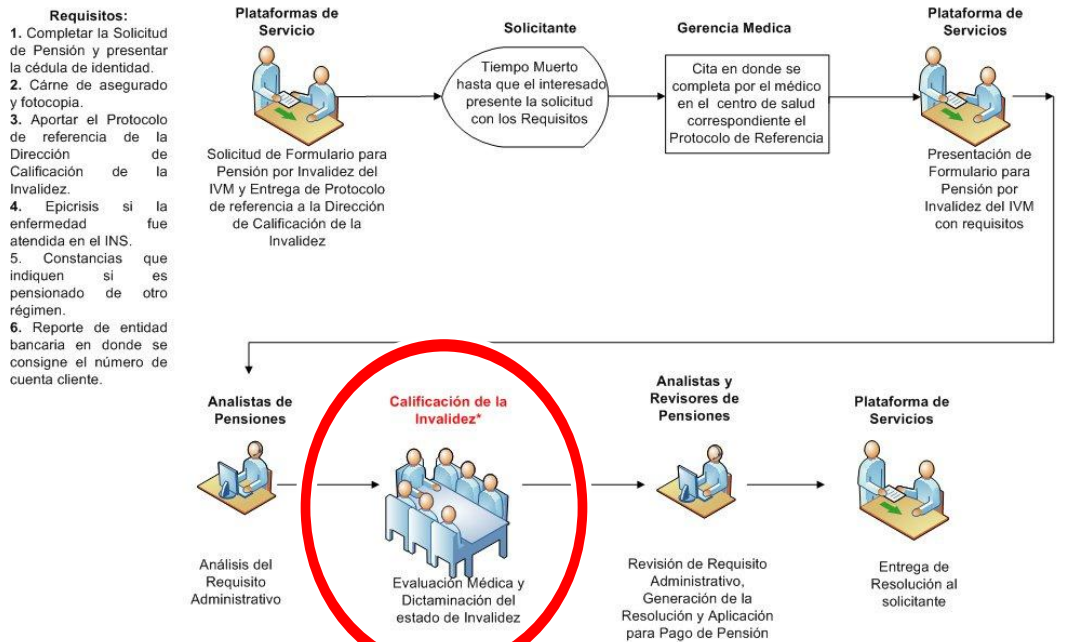 Requisitos:
1. Completar la Solicitud
de Pensión y presentar
la cédula de identidad.
2. Cárne de asegurado
y fotocopia.
3. Aportar el Protocolo
de referencia de la
Dirección de
Calificación de la
Invalidez.
4. Epicrisis si la
enfermedad fue
atendida en el INS.
5. Constancias que
indiquen si es
pensionado de otro
régimen.
6. Reporte de entidad
bancaria en donde se
consigne el número de
cuenta cliente.
Plataformas de
Servicio
Solicitud de Formulario para
Pensión por Invalidez del
IVM y Entrega de Protocolo
de referencia a la Dirección
de Calificación de la
Invalidez
Solicitante
Tiempo Muerto
hasta que el interesado
presente la solicitud
con los Requisitos
Gerencia Medica
Cita en donde se
completa por el médico
en el centro de salud
correspondiente el
Protocolo de Referencia
Plataforma de
Servicios
Presentación de
Formulario para
Pensión por
Invalidez del IVM
con requisitos
Analistas de
Pensiones
Análisis del
Requisito
Administrativo
Calificación de la
Invalidez*
Evaluación Médica y
Dictaminación del
estado de Invalidez
Analistas y
Revisores de
Pensiones
Revisión de Requisito
Administrativo,
Generación de la
Resolución y Aplicación
para Pago de Pensión
Plataforma de
Servicios
Entrega de
Resolución al
solicitante